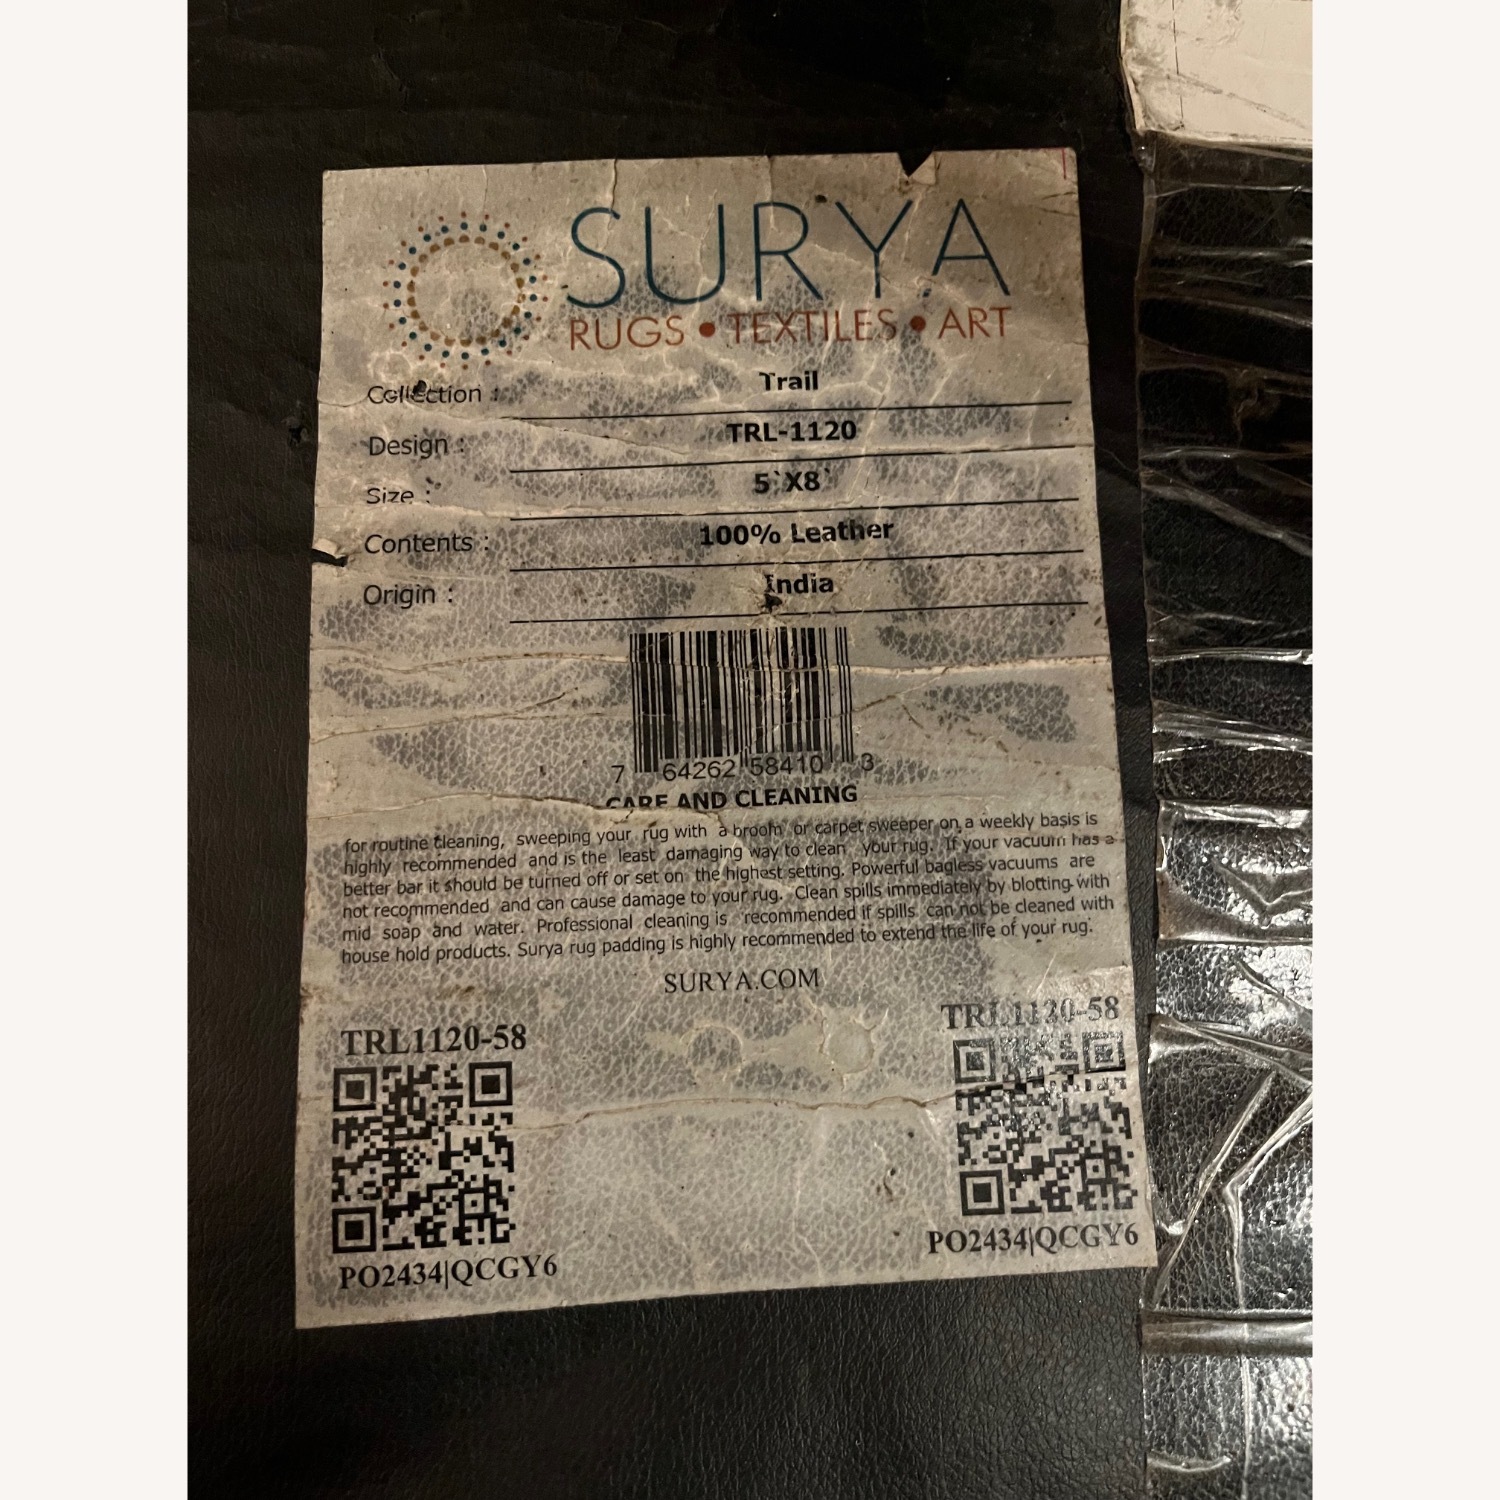 SURYA
RUGS • TEXTILES • ART
Collection : Trail
Design : TRL-1120
Size : 5`X8`
Contents : 100% Leather
Origin : India
7 64262 58410 3
CARE AND CLEANING
for routine cleaning, sweeping your rug with a broom or carpet sweeper on a weekly basis is
highly recommended and is the least damaging way to clean your rug. If your vacuum has a
better bar it should be turned off or set on the highest setting. Powerful bagless vacuums are
not recommended and can cause damage to your rug. Clean spills immediately by blotting with
mid soap and water. Professional cleaning is recommended if spills can not be cleaned with
house hold products. Surya rug padding is highly recommended to extend the life of your rug.
SURYA.COM
TRL1120-58 TRL1120-58
PO2434|QCGY6 PO2434|QCGY6